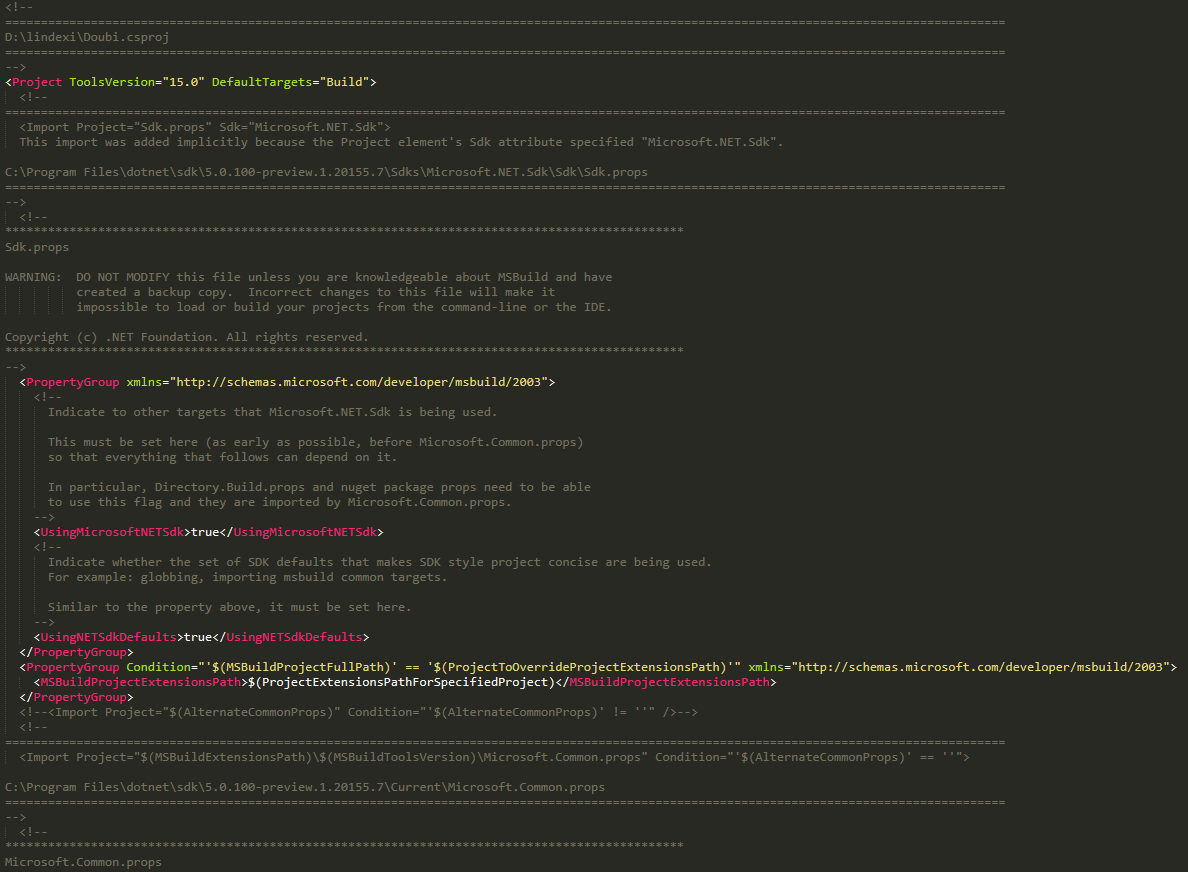 <!--
============================================================================================================================================
D:\lindexi\Doubi.csproj
============================================================================================================================================
-->
<Project ToolsVersion="15.0" DefaultTargets="Build">
  <!--
============================================================================================================================================
  <Import Project="Sdk.props" Sdk="Microsoft.NET.Sdk">
  This import was added implicitly because the Project element's Sdk attribute specified "Microsoft.NET.Sdk".

C:\Program Files\dotnet\sdk\5.0.100-preview.1.20155.7\Sdks\Microsoft.NET.Sdk\Sdk\Sdk.props
============================================================================================================================================
-->
  <!--
***********************************************************************************************
Sdk.props

WARNING:  DO NOT MODIFY this file unless you are knowledgeable about MSBuild and have
          created a backup copy.  Incorrect changes to this file will make it
          impossible to load or build your projects from the command-line or the IDE.

Copyright (c) .NET Foundation. All rights reserved.
***********************************************************************************************
-->
  <PropertyGroup xmlns="http://schemas.microsoft.com/developer/msbuild/2003">
    <!--
      Indicate to other targets that Microsoft.NET.Sdk is being used.

      This must be set here (as early as possible, before Microsoft.Common.props)
      so that everything that follows can depend on it.

      In particular, Directory.Build.props and nuget package props need to be able
      to use this flag and they are imported by Microsoft.Common.props.
    -->
    <UsingMicrosoftNETSdk>true</UsingMicrosoftNETSdk>
    <!--
      Indicate whether the set of SDK defaults that makes SDK style project concise are being used.
      For example: globbing, importing msbuild common targets.

      Similar to the property above, it must be set here.
    -->
    <UsingNETSdkDefaults>true</UsingNETSdkDefaults>
  </PropertyGroup>
  <PropertyGroup Condition="'$(MSBuildProjectFullPath)' == '$(ProjectToOverrideProjectExtensionsPath)'" xmlns="http://schemas.microsoft.com/developer/msbuild/2003">
    <MSBuildProjectExtensionsPath>$(ProjectExtensionsPathForSpecifiedProject)</MSBuildProjectExtensionsPath>
  </PropertyGroup>
  <!--<Import Project="$(AlternateCommonProps)" Condition="'$(AlternateCommonProps)' != ''" />-->
  <!--
============================================================================================================================================
  <Import Project="$(MSBuildExtensionsPath)\$(MSBuildToolsVersion)\Microsoft.Common.props" Condition="'$(AlternateCommonProps)' == ''">

C:\Program Files\dotnet\sdk\5.0.100-preview.1.20155.7\Current\Microsoft.Common.props
============================================================================================================================================
-->
  <!--
***********************************************************************************************
Microsoft.Common.props